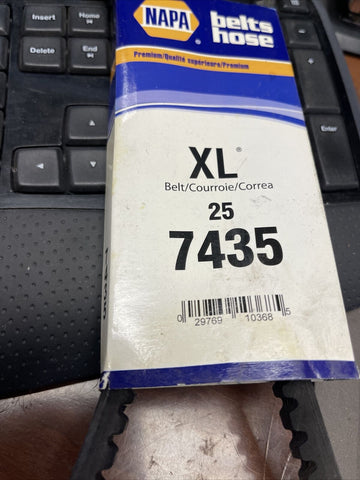 Insert
Home
Delete
End
NAPA
belts
hose
Premium/Qualité supérieure/Premium
Enter
XL®
Belt/Courroie/Correa
25
7435
0 29769 10368 5